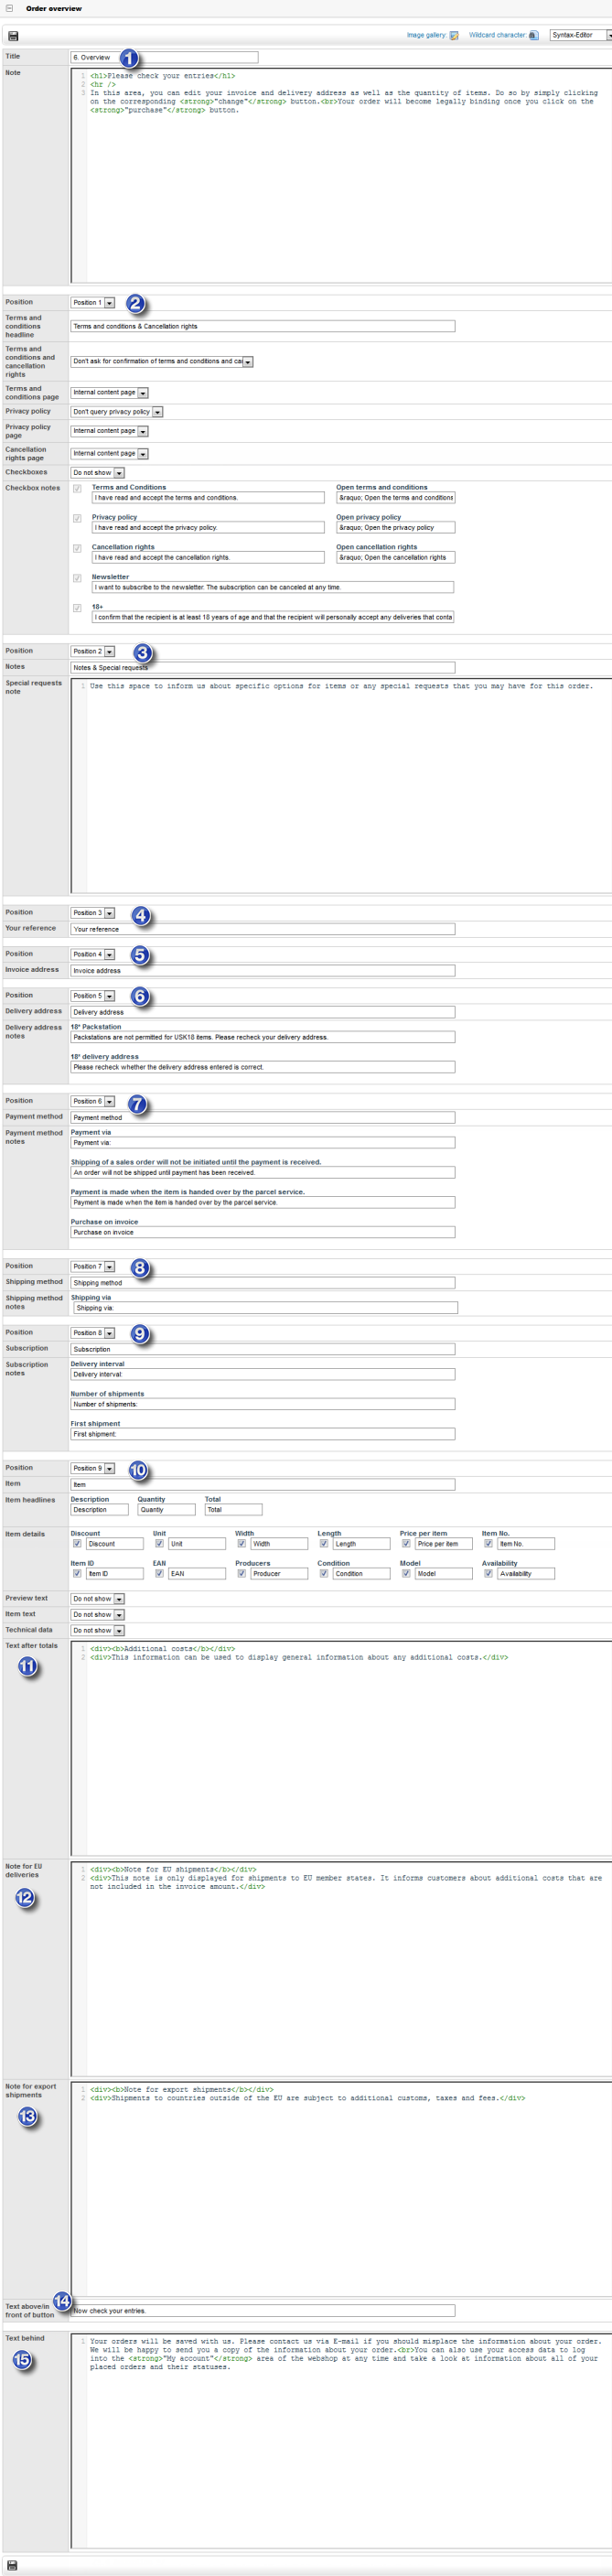 Order overview
Image gallery: Wildcard character: Syntax-Editor
Title 6. Overview 1
Note
1 <h1>Please check your entries</h1>
2 <hr />
3 In this area, you can edit your invoice and delivery address as well as the quantity of items. Do so by simply clicking
on the corresponding <strong>"change"</strong> button.<br>Your order will become legally binding once you click on the
<strong>"purchase"</strong> button.
Position Position 1 2
Terms and
conditions
headline
Terms and conditions & Cancellation rights
Terms and
conditions and
cancellation
rights
Don't ask for confirmation of terms and conditions and ca
Terms and
conditions page
Internal content page
Privacy policy Don't query privacy policy
Privacy policy
page
Internal content page
Cancellation
rights page
Internal content page
Checkboxes Do not show
Checkbox notes
Terms and Conditions Open terms and conditions
I have read and accept the terms and conditions. &raquo; Open the terms and conditions
Privacy policy Open privacy policy
I have read and accept the privacy policy. &raquo; Open the privacy policy
Cancellation rights Open cancellation rights
I have read and accept the cancellation rights. &raquo; Open the cancellation rights
Newsletter
I want to subscribe to the newsletter. The subscription can be canceled at any time.
18+
I confirm that the recipient is at least 18 years of age and that the recipient will personally accept any deliveries that conta
Position Position 2 3
Notes Notes & Special requests
Special requests
note
1 Use this space to inform us about specific options for items or any special requests that you may have for this order.
Position Position 3 4
Your reference Your reference
Position Position 4 5
Invoice address Invoice address
Position Position 5 6
Delivery address Delivery address
Delivery address
notes
18* Packstation
Packstations are not permitted for USK18 items. Please recheck your delivery address.
18* delivery address
Please recheck whether the delivery address entered is correct.
Position Position 6 7
Payment method Payment method
Payment method
notes
Payment via
Payment via:
Shipping of a sales order will not be initiated until the payment is received.
An order will not be shipped until payment has been received.
Payment is made when the item is handed over by the parcel service.
Payment is made when the item is handed over by the parcel service.
Purchase on invoice
Purchase on invoice
Position Position 7 8
Shipping method Shipping method
Shipping method
notes
Shipping via
Shipping via:
Position Position 8 9
Subscription Subscription
Subscription
notes
Delivery interval
Delivery interval:
Number of shipments
Number of shipments:
First shipment
First shipment:
Position Position 9 10
Item Item
Item headlines
Description Quantity Total
Description Quantity Total
Item details
Discount Unit Width Length Price per item Item No.
Discount Unit Width Length Price per item Item No.
Item ID EAN Producers Condition Model Availability
Item ID EAN Producer Condition Model Availability
Preview text Do not show
Item text Do not show
Technical data Do not show
Text after totals
11
1 <div><b>Additional costs</b></div>
2 <div>This information can be used to display general information about any additional costs.</div>
Note for EU
deliveries
12
1 <div><b>Note for EU shipments</b></div>
2 <div>This note is only displayed for shipments to EU member states. It informs customers about additional costs that are
not included in the invoice amount.</div>
Note for export
shipments
13
1 <div><b>Note for export shipments</b></div>
2 <div>Shipments to countries outside of the EU are subject to additional customs, taxes and fees.</div>
14
Text above/in
front of button
Now check your entries.
Text behind
15
1 Your orders will be saved with us. Please contact us via E-mail if you should misplace the information about your order.
We will be happy to send you a copy of the information about your order.<br>You can also use your access data to log
into the <strong>"My account"</strong> area of the webshop at any time and take a look at information about all of your
placed orders and their statuses.